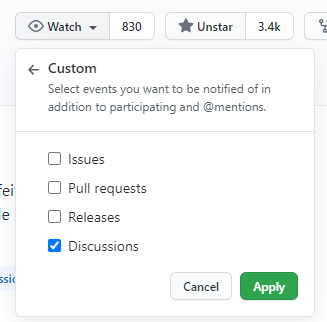 Watch 830 Unstar 3.4k
Custom
Select events you want to be notified of in
addition to participating and @mentions.
Issues
Pull requests
Releases
Discussions
Cancel Apply